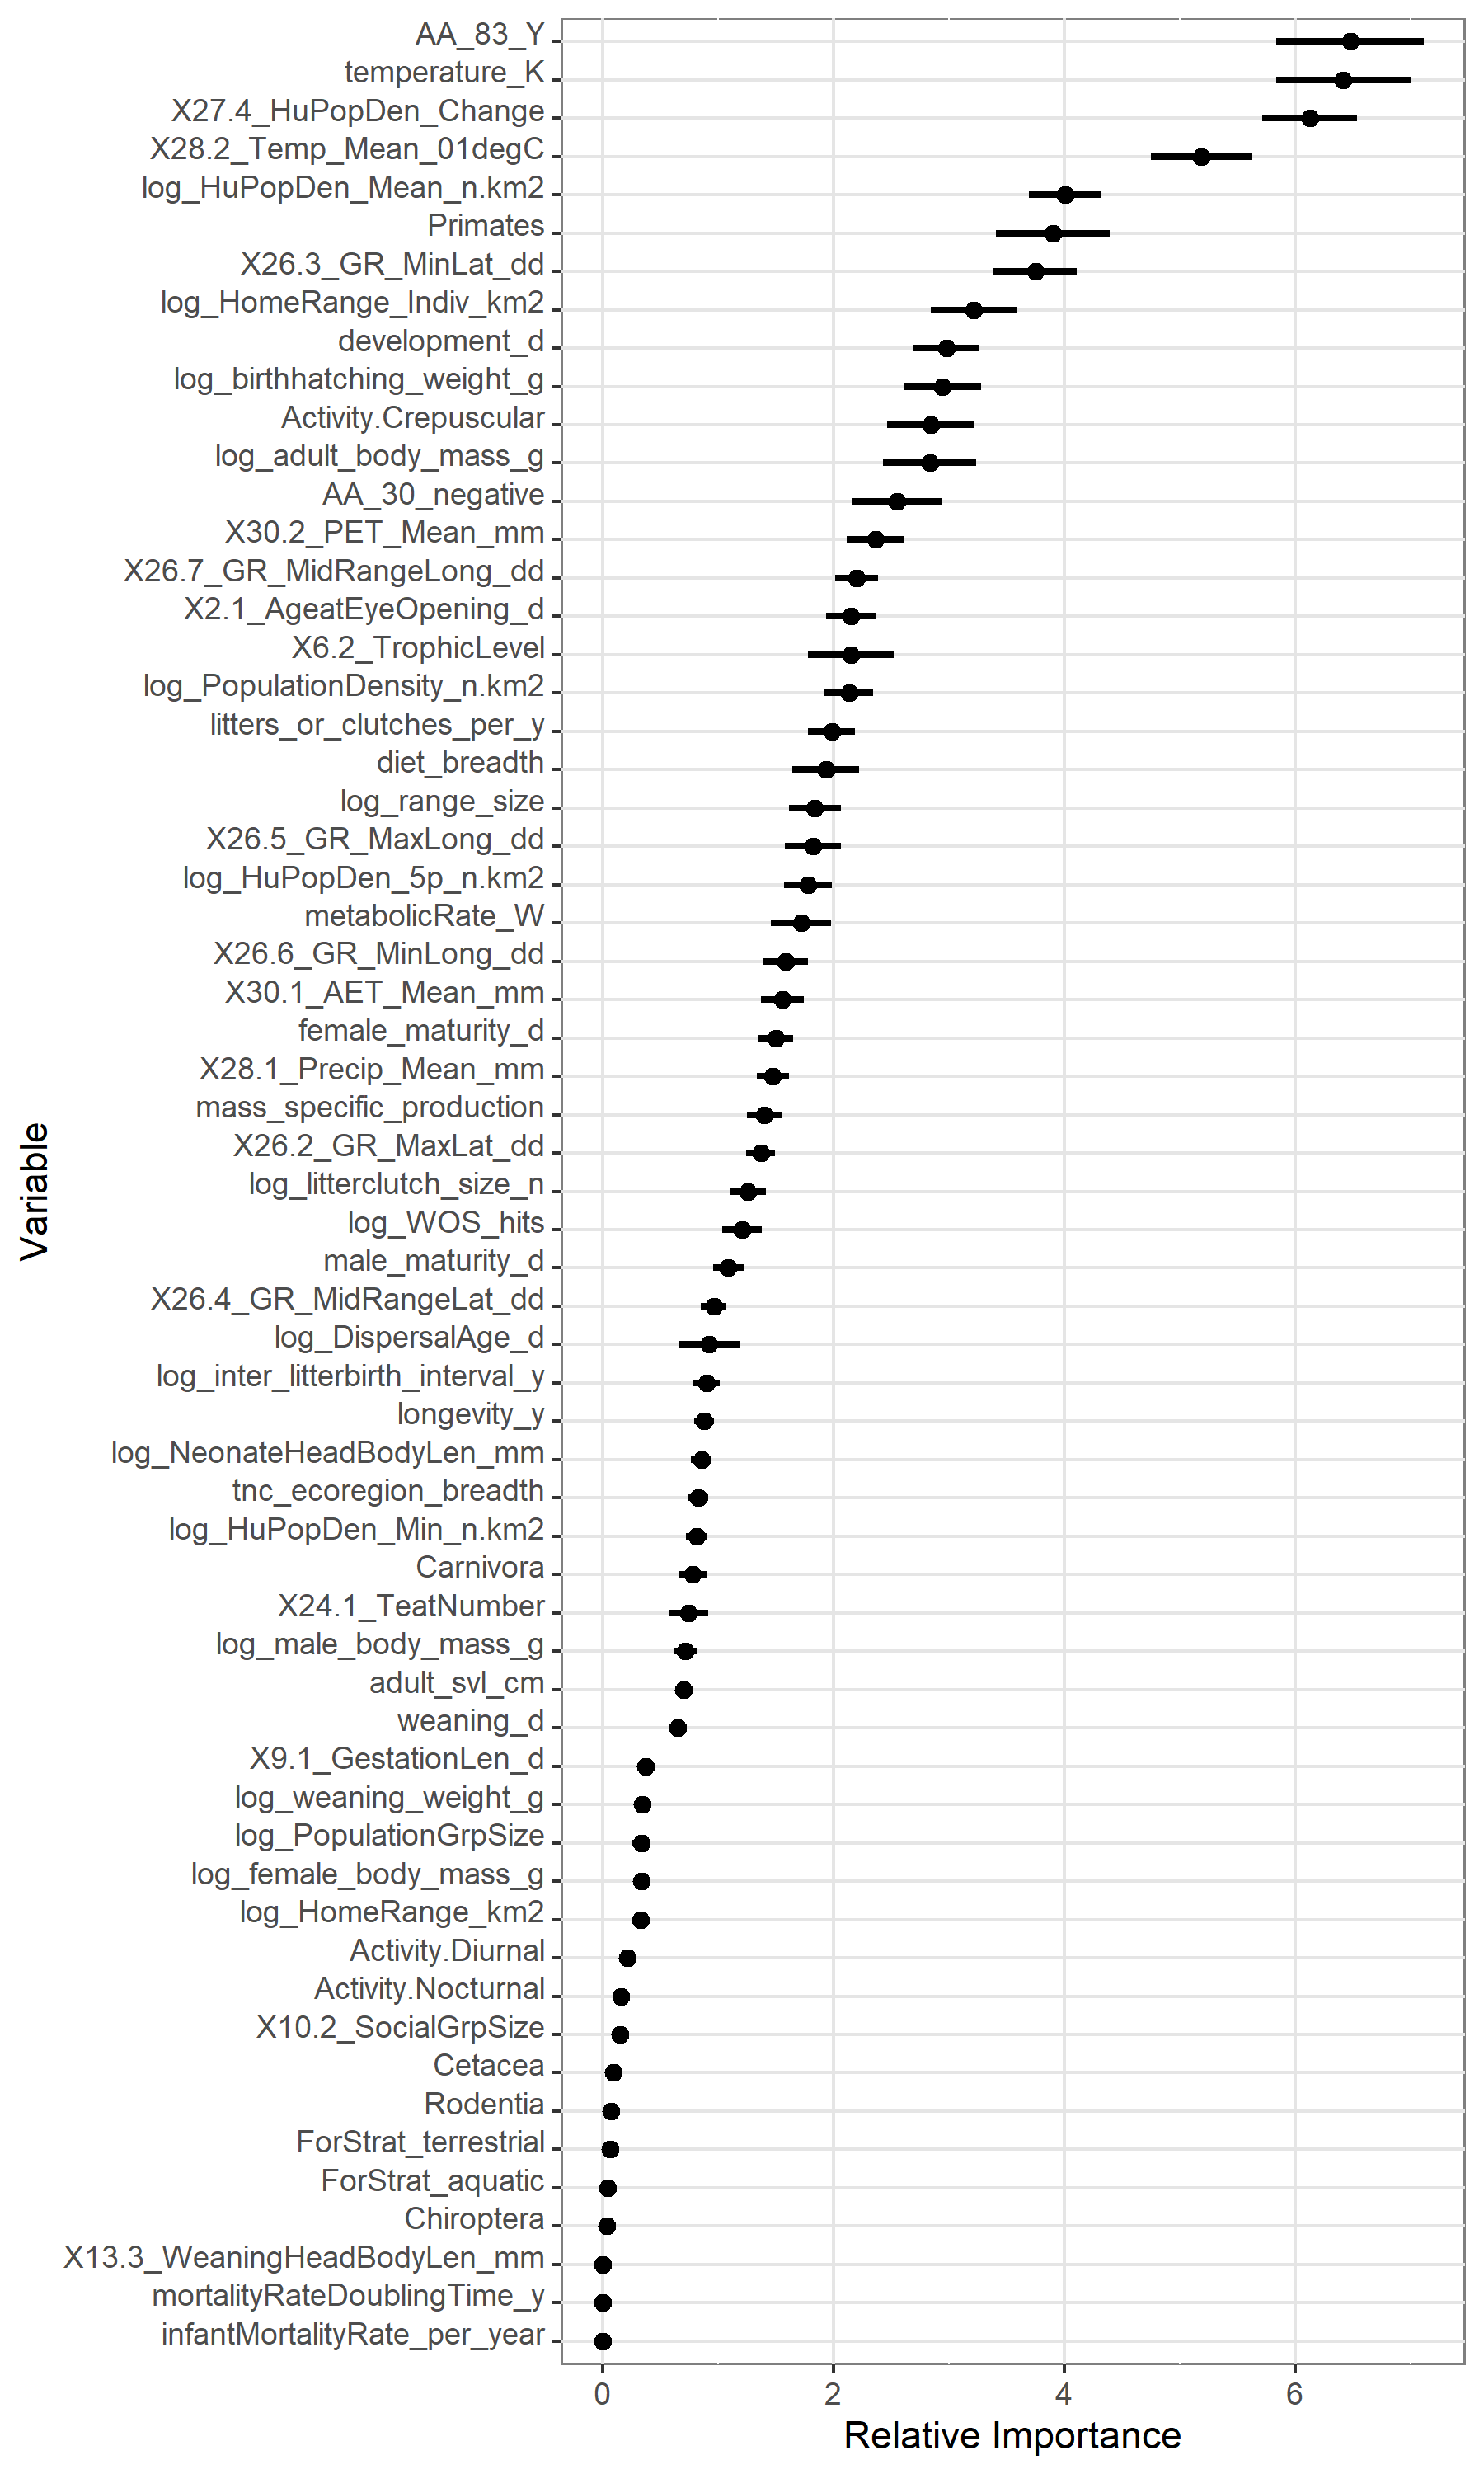 AA_83_Y
temperature_K
X27.4_HuPopDen_Change
X28.2_Temp_Mean_01degC
log_HuPopDen_Mean_n.km2
Primates
X26.3_GR_MinLat_dd
log_HomeRange_Indiv_km2
development_d
log_birthhatching_weight_g
Activity.Crepuscular
log_adult_body_mass_g
AA_30_negative
X30.2_PET_Mean_mm
X26.7_GR_MidRangeLong_dd
X2.1_AgeatEyeOpening_d
X6.2_TrophicLevel
log_PopulationDensity_n.km2
litters_or_clutches_per_y
diet_breadth
log_range_size
X26.5_GR_MaxLong_dd
log_HuPopDen_5p_n.km2
metabolicRate_W
X26.6_GR_MinLong_dd
X30.1_AET_Mean_mm
female_maturity_d
X28.1_Precip_Mean_mm
mass_specific_production
X26.2_GR_MaxLat_dd
log_litterclutch_size_n
log_WOS_hits
male_maturity_d
X26.4_GR_MidRangeLat_dd
log_DispersalAge_d
log_inter_litterbirth_interval_y
longevity_y
log_NeonateHeadBodyLen_mm
tnc_ecoregion_breadth
log_HuPopDen_Min_n.km2
Carnivora
X24.1_TeatNumber
log_male_body_mass_g
adult_svl_cm
weaning_d
X9.1_GestationLen_d
log_weaning_weight_g
log_PopulationGrpSize
log_female_body_mass_g
log_HomeRange_km2
Activity.Diurnal
Activity.Nocturnal
X10.2_SocialGrpSize
Cetacea
Rodentia
ForStrat_terrestrial
ForStrat_aquatic
Chiroptera
X13.3_WeaningHeadBodyLen_mm
mortalityRateDoublingTime_y
infantMortalityRate_per_year
Variable
0 2 4 6
Relative Importance